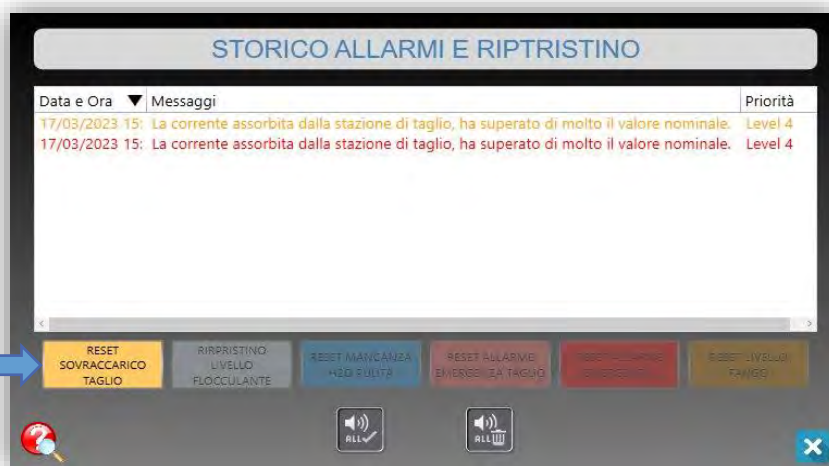 STORICO ALLARMI E RIPTRISTINO
Data e Ora ▼ Messaggi Priorità
17/03/2023 15: La corrente assorbita dalla stazione di taglio, ha superato di molto il valore nominale. Level 4
17/03/2023 15: La corrente assorbita dalla stazione di taglio, ha superato di molto il valore nominale. Level 4
RESET
SOVRACCARICO
TAGLIO
RIRPRISTINO
LIVELLO
FLOCCULANTE
RESET MANCANZA
H2O PULITA
RESET ALLARME
EMERGENZA TAGLIO
RESET LIVELLO
FANGO
ALL
ALL